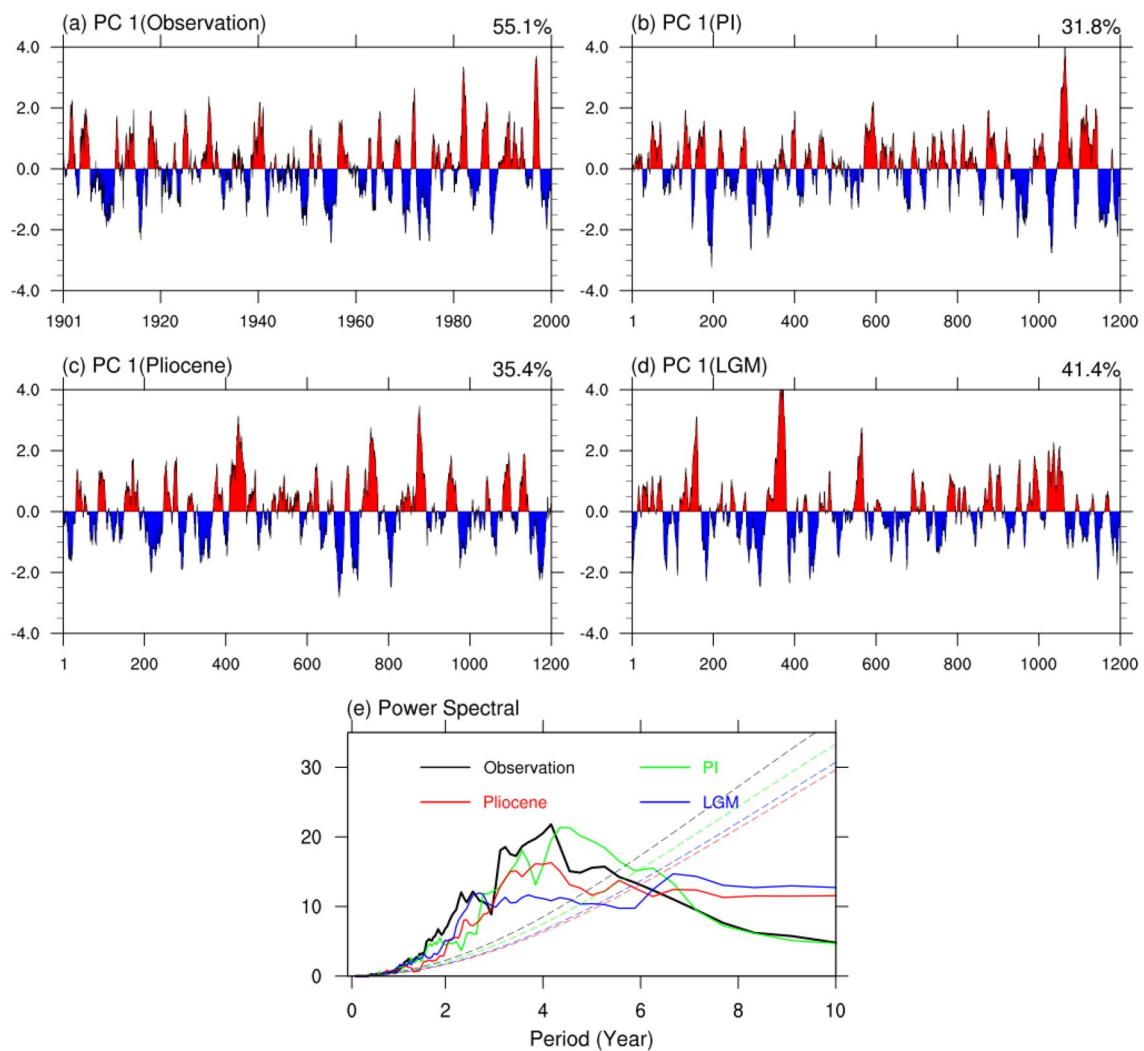 (a) PC 1(Observation) 55.1%
4.0
2.0
0.0
-2.0
-4.0
1901 1920 1940 1960 1980 2000
(b) PC 1(PI) 31.8%
4.0
2.0
0.0
-2.0
-4.0
1 200 400 600 800 1000 1200
(c) PC 1(Pliocene) 35.4%
4.0
2.0
0.0
-2.0
-4.0
1 200 400 600 800 1000 1200
(d) PC 1(LGM) 41.4%
4.0
2.0
0.0
-2.0
-4.0
1 200 400 600 800 1000 1200
(e) Power Spectral
30
20
10
0
Observation PI
Pliocene LGM
0 2 4 6 8 10
Period (Year)